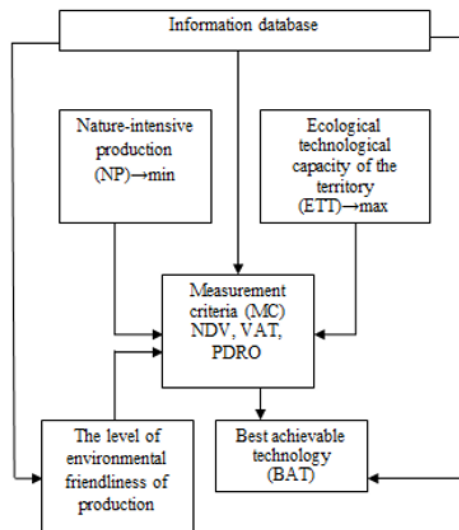 Information database
Nature-intensive
production
(NP)→min
Ecological
technological
capacity of the
territory
(ETT)→max
Measurement
criteria (MC)
NDV, VAT,
PDRO
The level of
environmental
friendliness of
production
Best achievable
technology
(BAT)